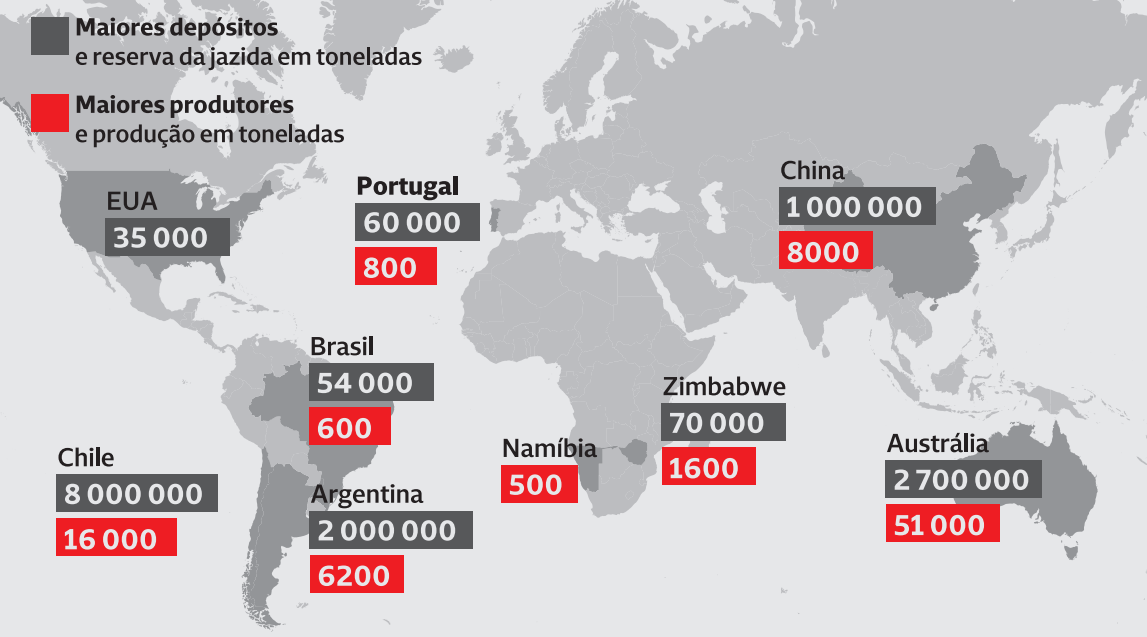 Maiores depósitos
e reserva da jazida em toneladas
Maiores produtores
e produção em toneladas
EUA
35 000
Portugal
60 000
800
China
1 000 000
8000
Brasil
54 000
600
Zimbabwe
70 000
1600
Namíbia
500
Austrália
2 700 000
51 000
Chile
8 000 000
16 000
Argentina
2 000 000
6200